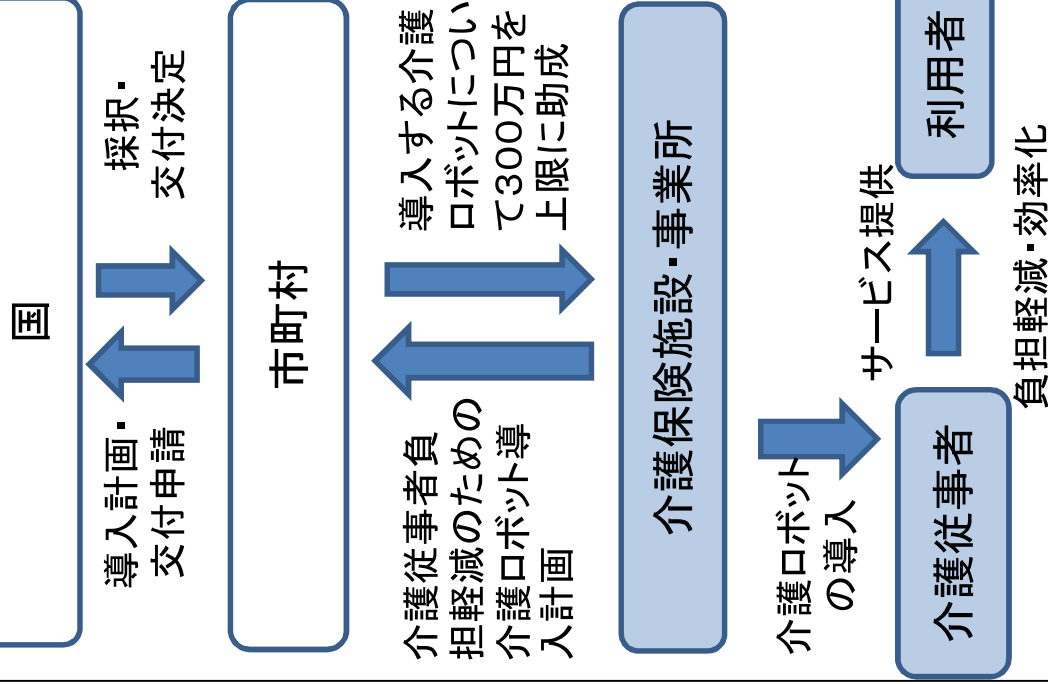 国
導入計画・
交付申請
採択・
交付決定
市町村
介護従事者負
担軽減のための
介護ロボット導
入計画
導入する介護
ロボットについ
て300万円を
上限に助成
介護保険施設・事業所
介護ロボット
の導入
サービス提供
介護従事者
利用者
負担軽減・効率化